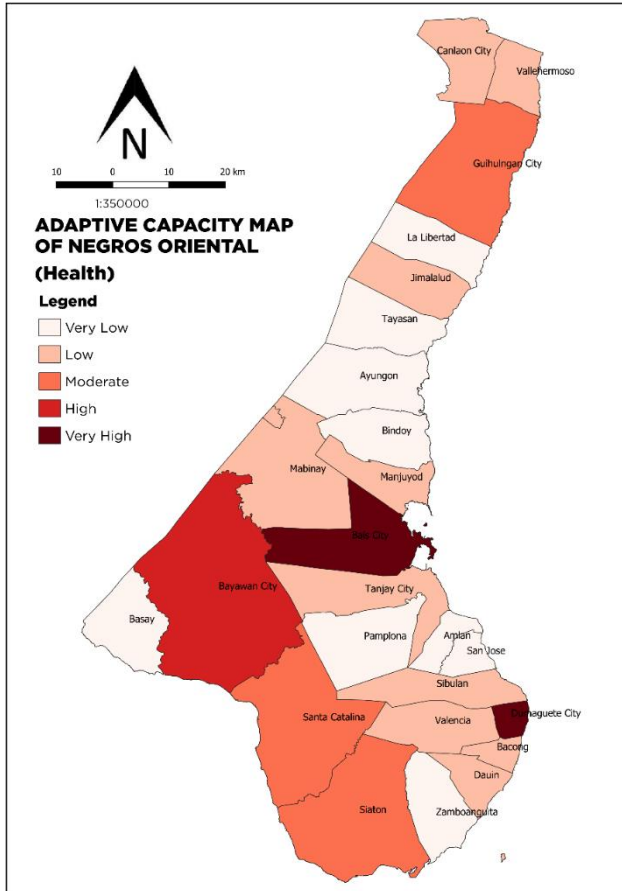 Canlaon City
Vallehermoso
N
10 0 10 20 km
1:350000
Guihulngan City
ADAPTIVE CAPACITY MAP
OF NEGROS ORIENTAL
(Health)
La Libertad
Legend
Jimalalud
Very Low
Tayasan
Low
Moderate
Ayungon
High
Bindoy
Very High
Mabinay
Manjuyod
Bais City
Bayawan City
Tanjay City
Basay
Pamplona
Amlan
San Jose
Sibulan
Santa Catalina
Valencia
Dumaguete City
Bacong
Dauin
Siaton
Zamboanguita